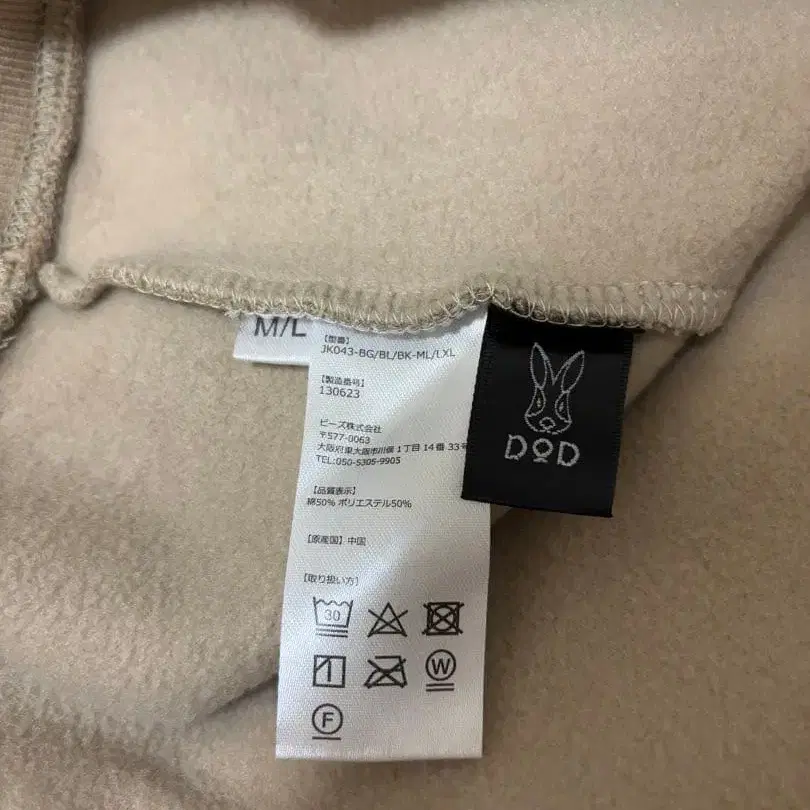 M/L
【型番】
JK043-BG/BL/BK-ML/LXL
【製造番号】
130623
ビーズ株式会社
〒577-0063
大阪府東大阪市川俣 1丁目 14番 33号
TEL:050-5305-9905
【品質表示】
綿50% ポリエステル50%
【原産国】中国
【取り扱い方】
30
W
F
DOD